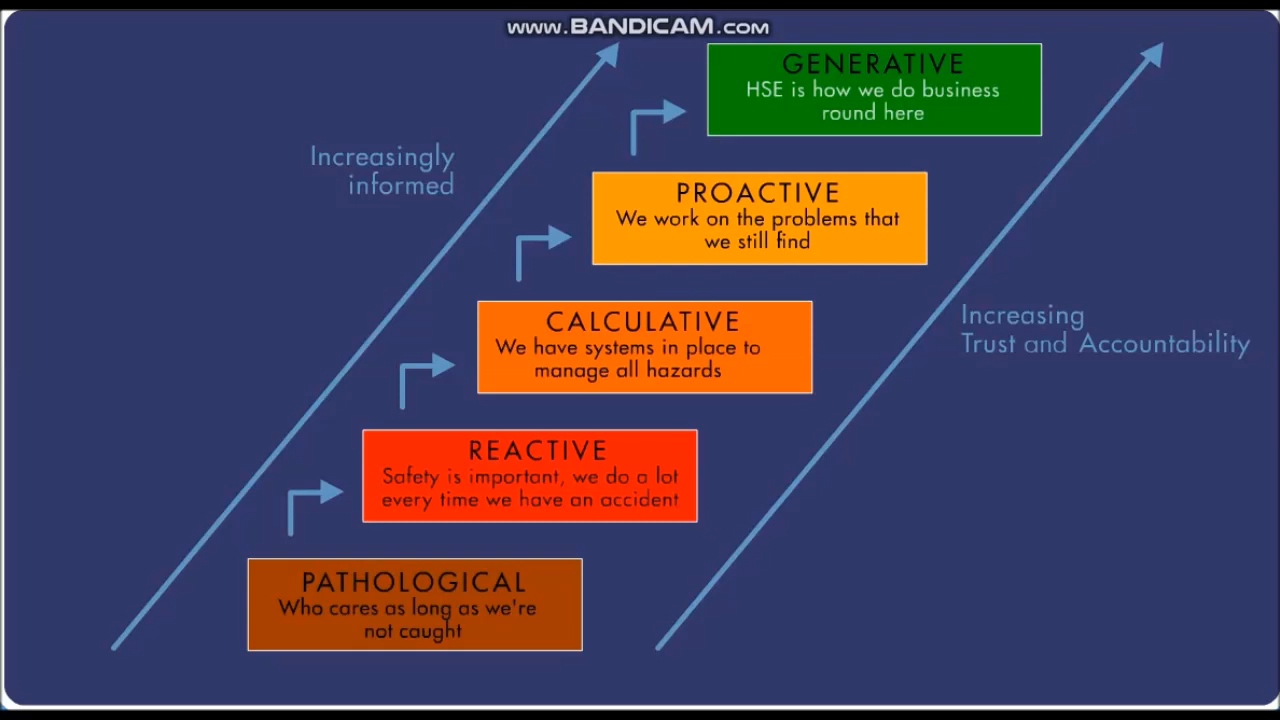 www.BANDICAM.com
GENERATIVE
HSE is how we do business
round here
Increasingly
informed
PROACTIVE
We work on the problems that
we still find
CALCULATIVE
We have systems in place to
manage all hazards
Increasing
Trust and Accountability
REACTIVE
Safety is important, we do a lot
every time we have an accident
PATHOLOGICAL
Who cares as long as we're
not caught